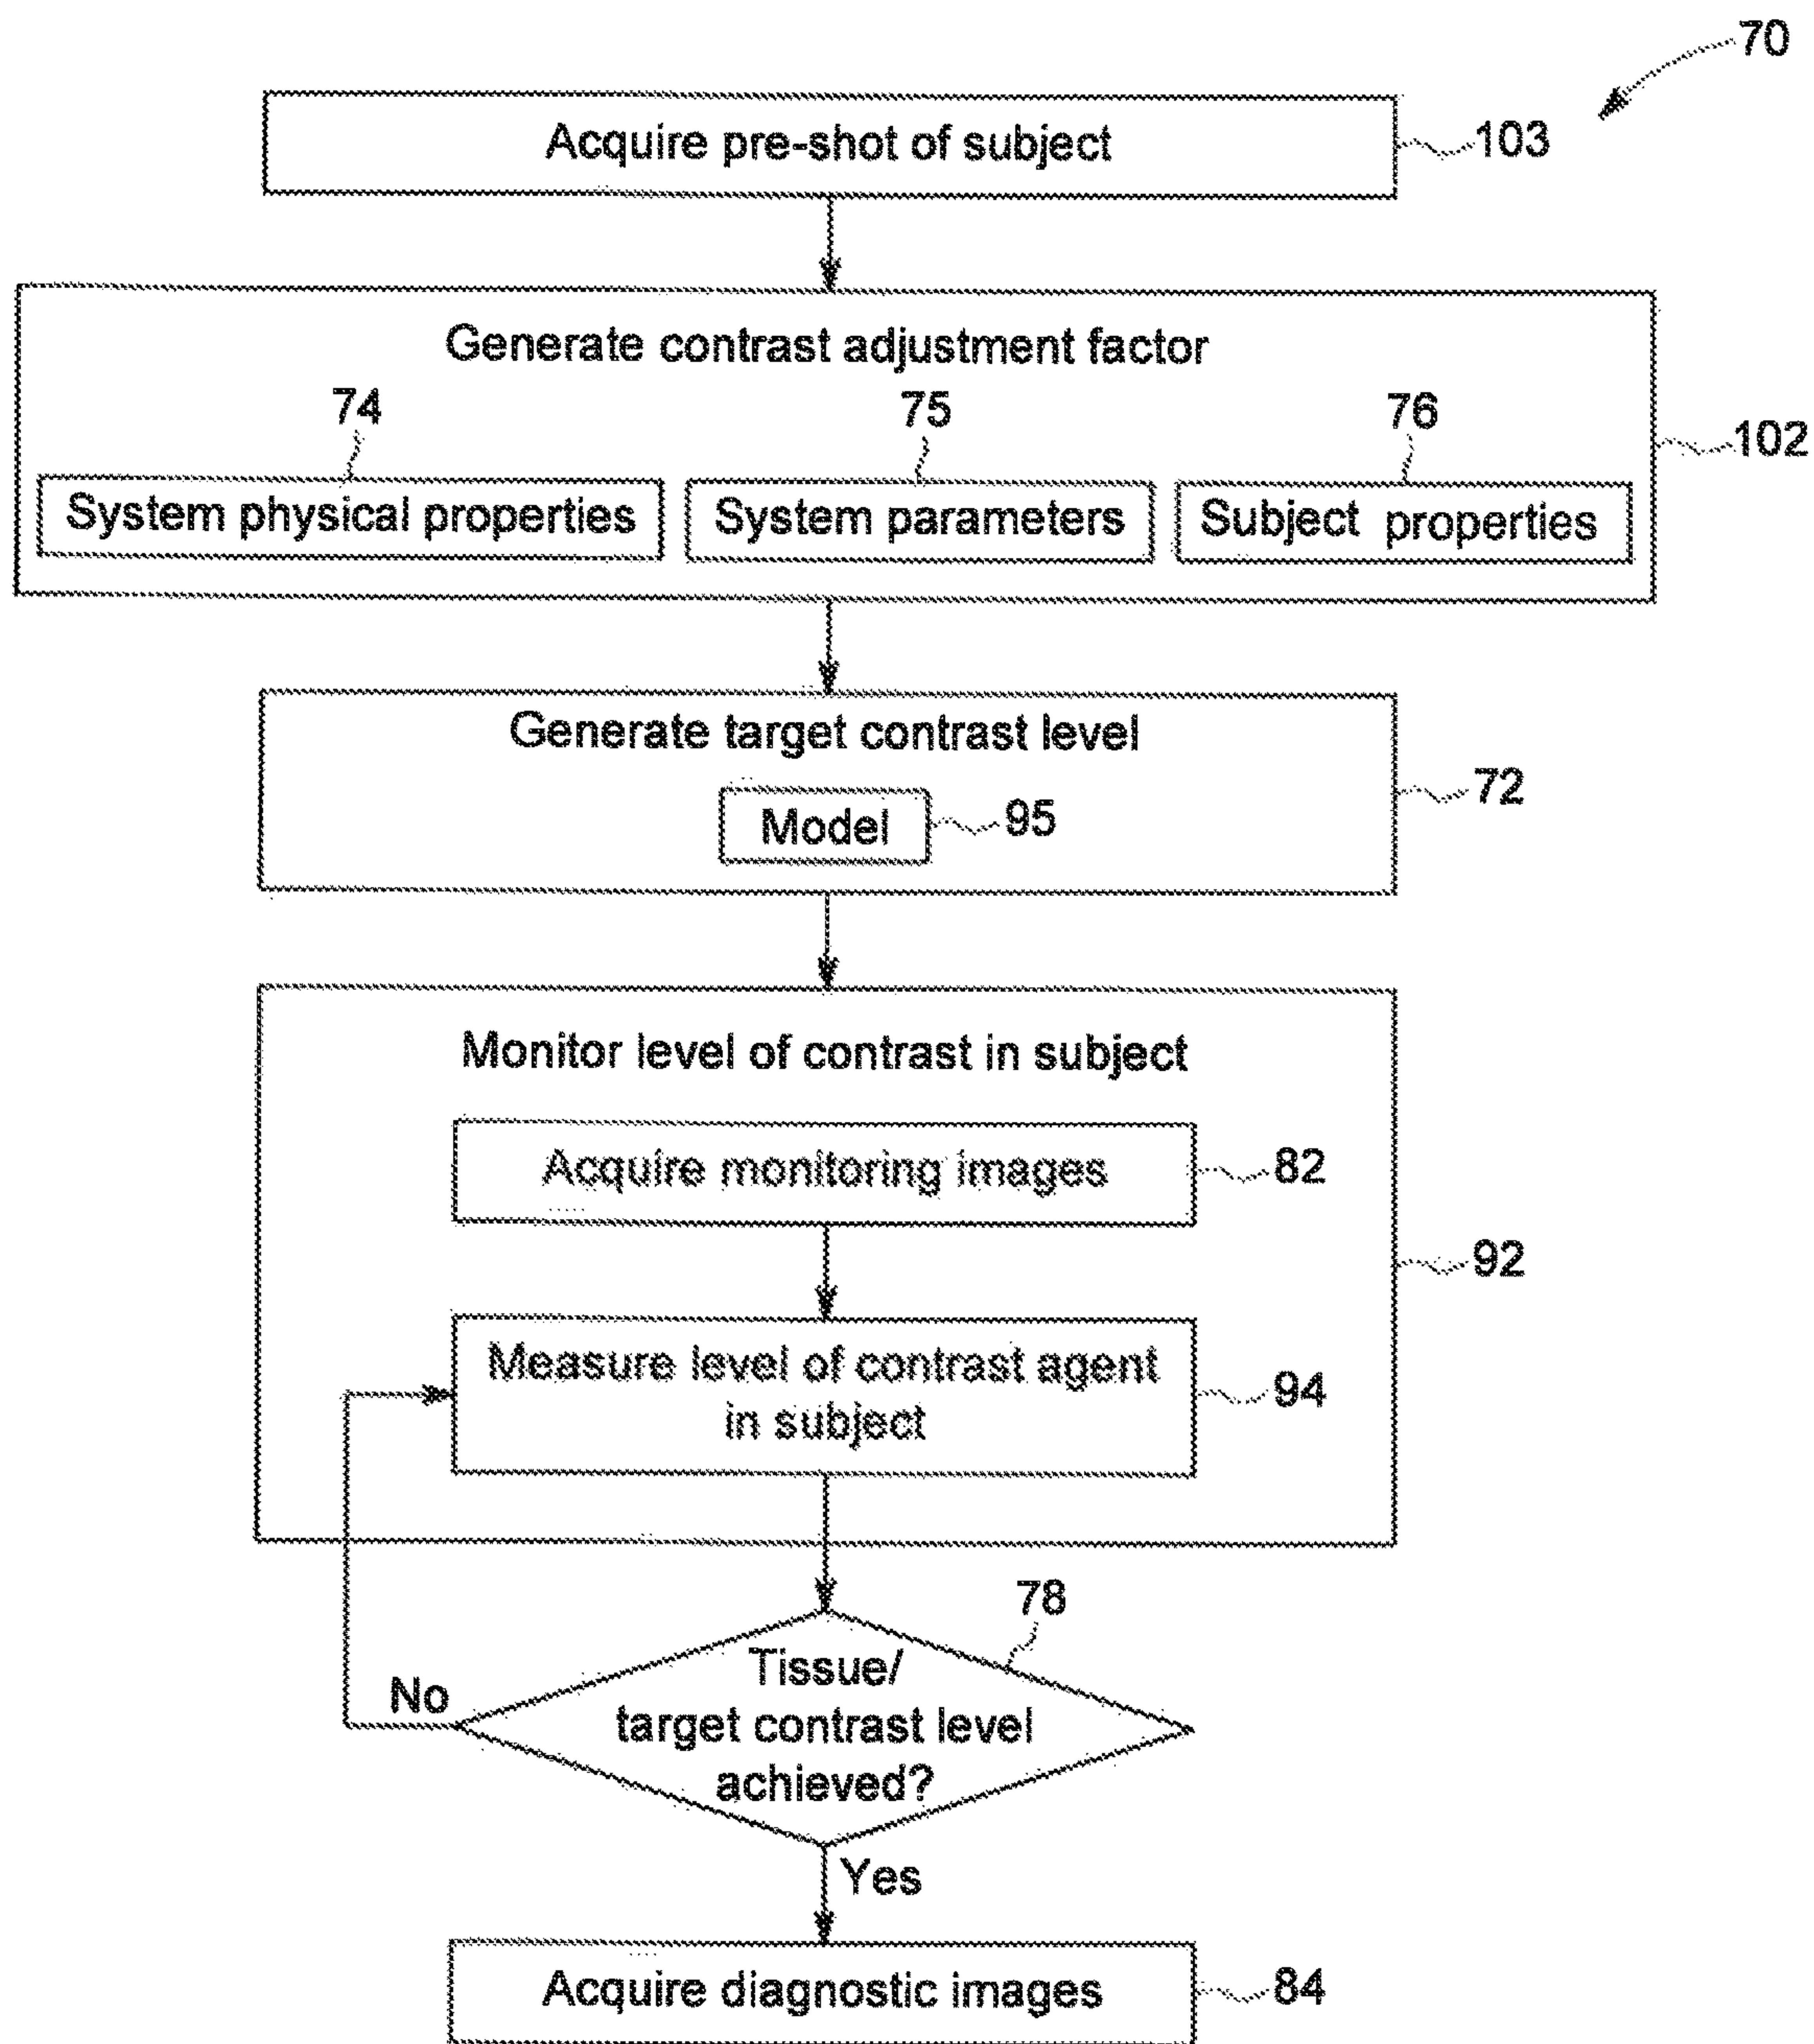 70
Acquire pre-shot of subject
103
Generate contrast adjustment factor
74
75
76
102
System physical properties
System parameters
Subject properties
Generate target contrast level
72
Model
95
Monitor level of contrast in subject
Acquire monitoring images
82
92
Measure level of contrast agent
in subject
94
78
Tissue/
target contrast level
achieved?
No
Yes
Acquire diagnostic images
84